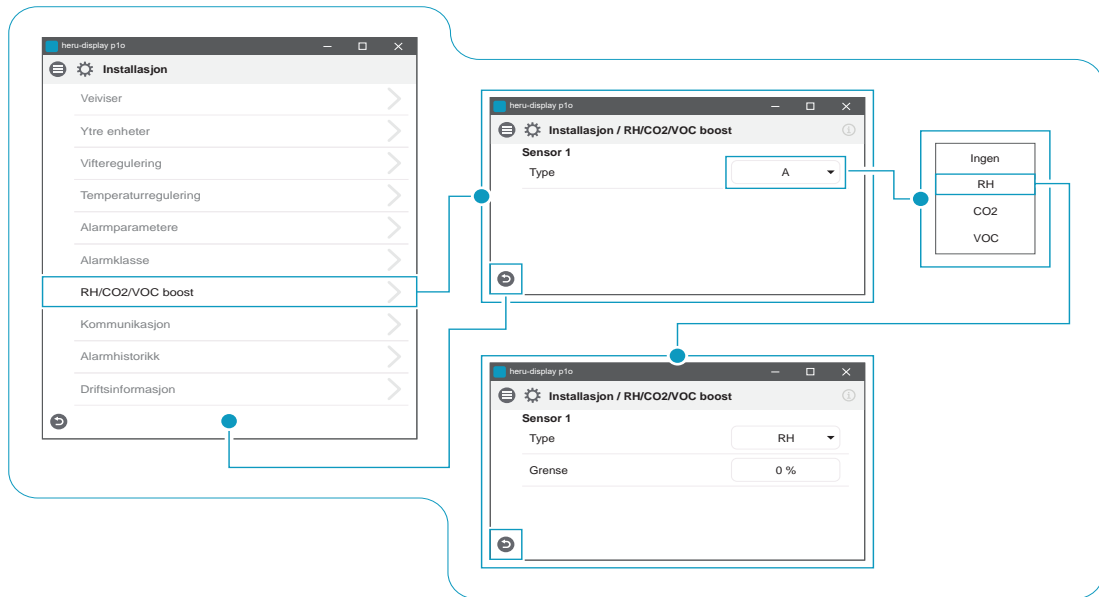 heru-display p1o
Installasjon
Veiviser
Ytre enheter
Vifteregulering
Temperaturregulering
Alarmparametere
Alarmklasse
RH/CO2/VOC boost
Kommunikasjon
Alarmhistorikk
Driftsinformasjon
heru-display p1o
Installasjon / RH/CO2/VOC boost
Sensor 1
Type A
Ingen
RH
CO2
VOC
heru-display p1o
Installasjon / RH/CO2/VOC boost
Sensor 1
Type RH
Grense 0 %